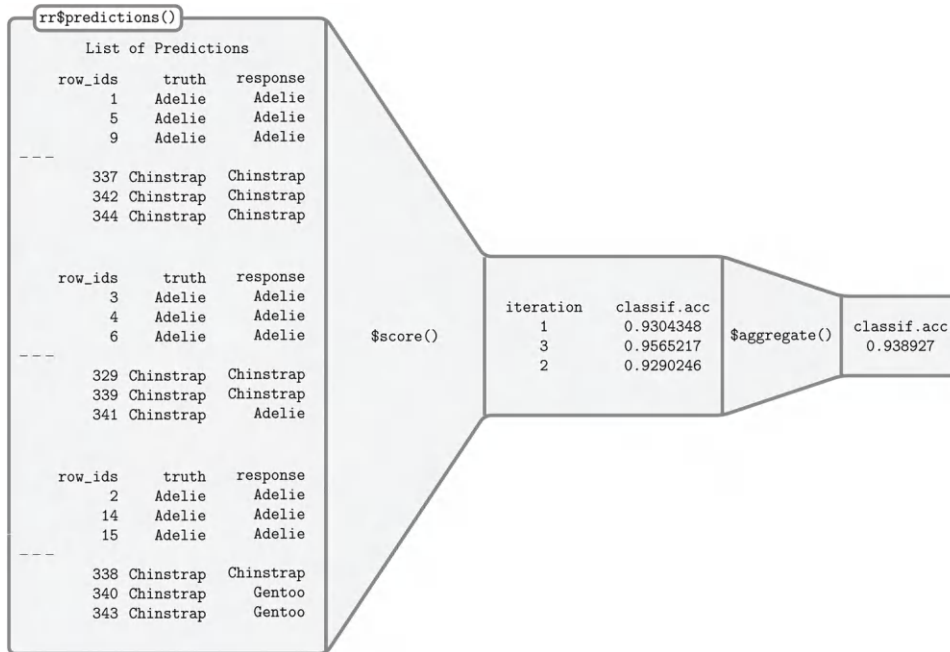 rr$predictions()
List of Predictions
row_ids truth response
1 Adelie Adelie
5 Adelie Adelie
9 Adelie Adelie
---
337 Chinstrap Chinstrap
342 Chinstrap Chinstrap
344 Chinstrap Chinstrap
row_ids truth response
3 Adelie Adelie
4 Adelie Adelie
6 Adelie Adelie
---
329 Chinstrap Chinstrap
339 Chinstrap Chinstrap
341 Chinstrap Adelie
row_ids truth response
2 Adelie Adelie
14 Adelie Adelie
15 Adelie Adelie
---
338 Chinstrap Chinstrap
340 Chinstrap Gentoo
343 Chinstrap Gentoo
$score()
iteration classif.acc
1 0.9304348
3 0.9565217
2 0.9290246
$aggregate()
classif.acc
0.938927